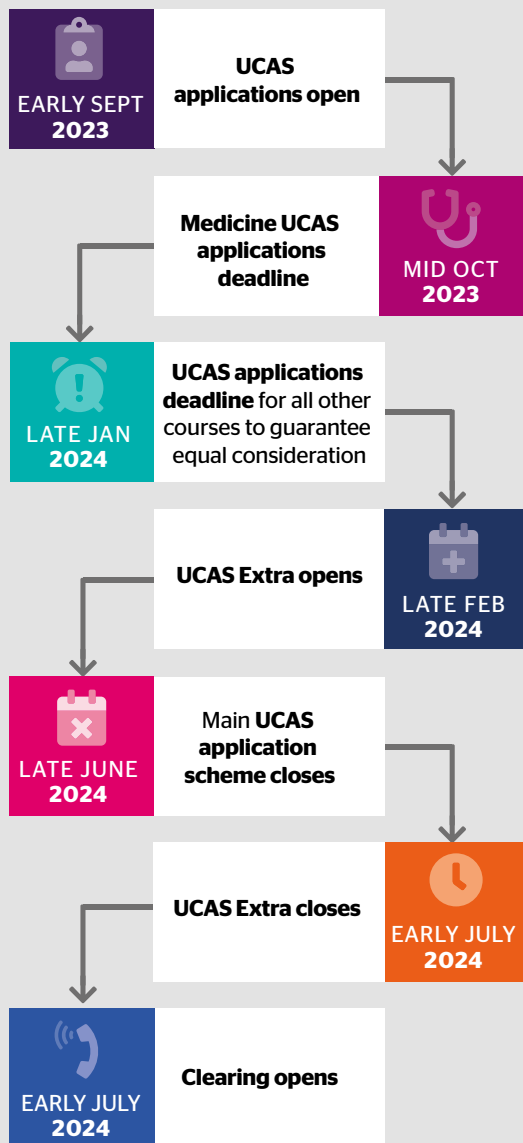 EARLY SEPT
2023
UCAS
applications open
Medicine UCAS
applications
deadline
MID OCT
2023
LATE JAN
2024
UCAS applications
deadline for all other
courses to guarantee
equal consideration
UCAS Extra opens
LATE FEB
2024
LATE JUNE
2024
Main UCAS
application
scheme closes
UCAS Extra closes
EARLY JULY
2024
EARLY JULY
2024
Clearing opens